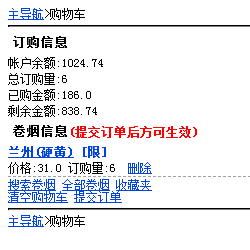 主导航>购物车
订购信息
帐户余额:1024.74
总订购量:6
已购金额:186.0
剩余金额:838.74
卷烟信息(提交订单后方可生效)
兰州(硬黄) [限]
价格:31.0 订购量:6 删除
搜索卷烟 全部卷烟 收藏夹
清空购物车 提交订单
主导航>购物车